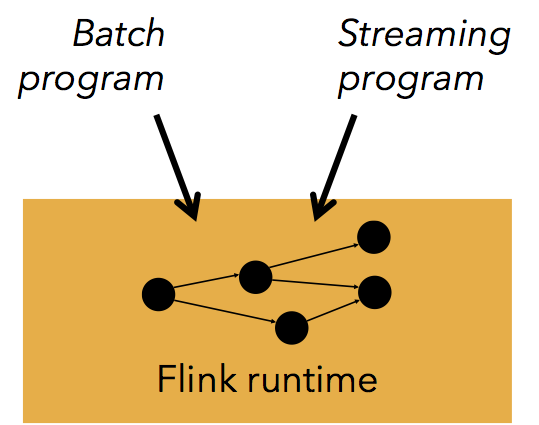 Batch
program
Streaming
program
Flink runtime